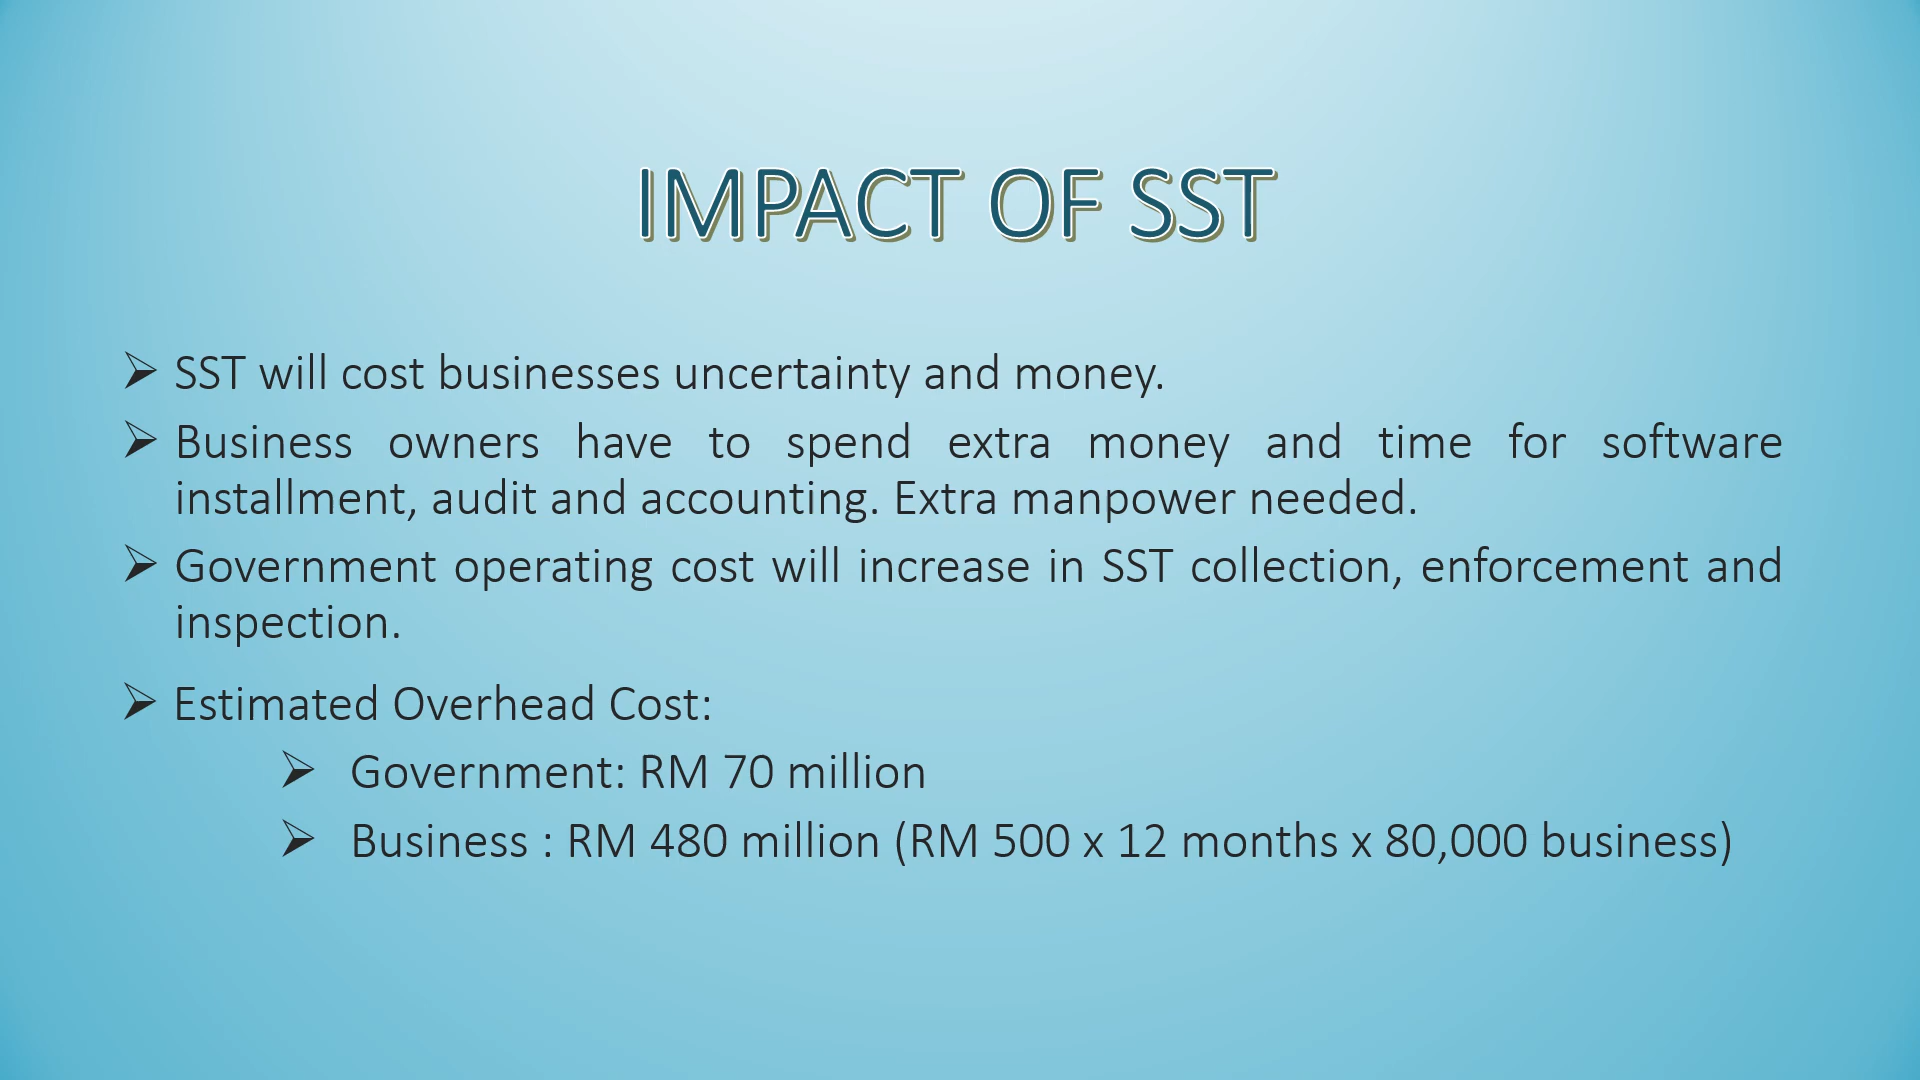 IMPACT OF SST
SST will cost businesses uncertainty and money.
Business owners have to spend extra money and time for software
installment, audit and accounting. Extra manpower needed.
Government operating cost will increase in SST collection, enforcement and
inspection.
Estimated Overhead Cost:
Government: RM 70 million
Business : RM 480 million (RM 500 x 12 months x 80,000 business)